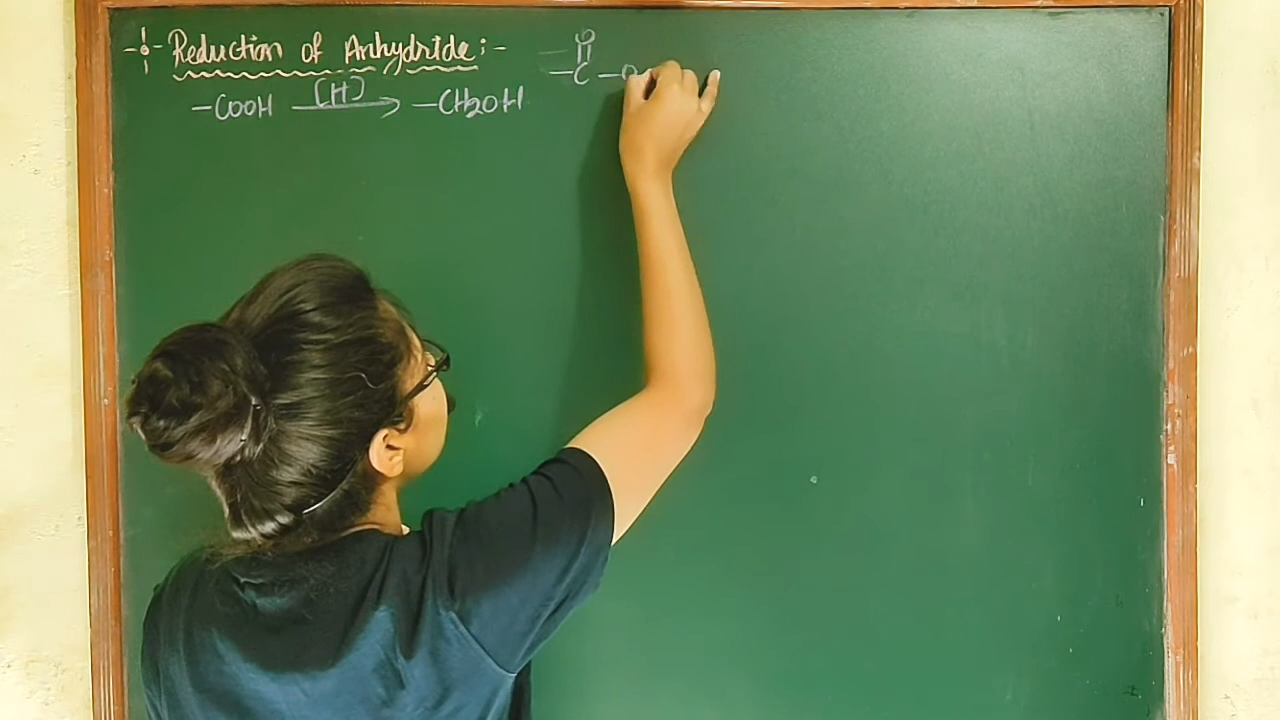 Reduction of Anhydride :-
-COOH [H] → -CH2OH
O
-C-O